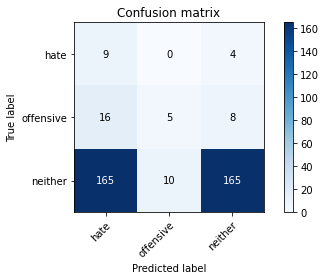 Confusion matrix
True label
hate
9
0
4
offensive
16
5
8
neither
165
10
165
hate
offensive
neither
Predicted label
160
140
120
100
80
60
40
20
0